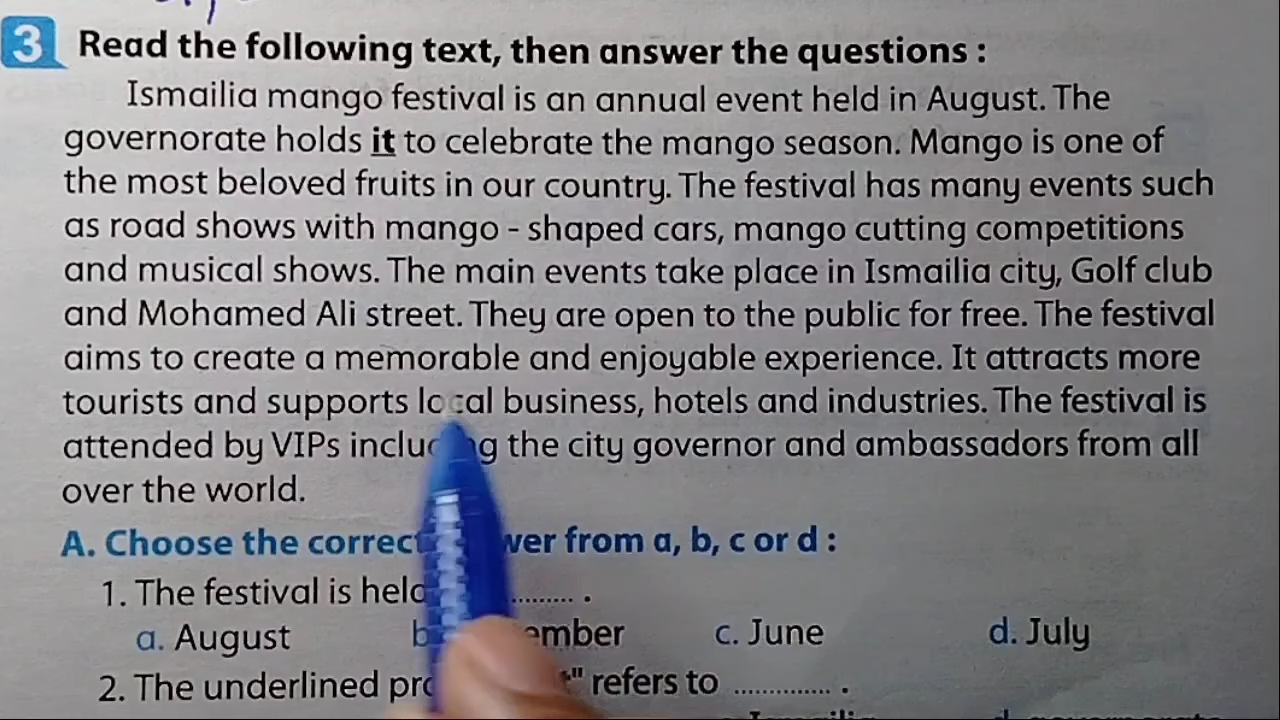 3 Read the following text, then answer the questions :
Ismailia mango festival is an annual event held in August. The
governorate holds it to celebrate the mango season. Mango is one of
the most beloved fruits in our country. The festival has many events such
as road shows with mango - shaped cars, mango cutting competitions
and musical shows. The main events take place in Ismailia city, Golf club
and Mohamed Ali street. They are open to the public for free. The festival
aims to create a memorable and enjoyable experience. It attracts more
tourists and supports local business, hotels and industries. The festival is
attended by VIPs including the city governor and ambassadors from all
over the world.
A. Choose the correct answer from a, b, c or d :
1. The festival is held ........... .
a. August b. c. June d. July
2. The underlined " refers to .............. .